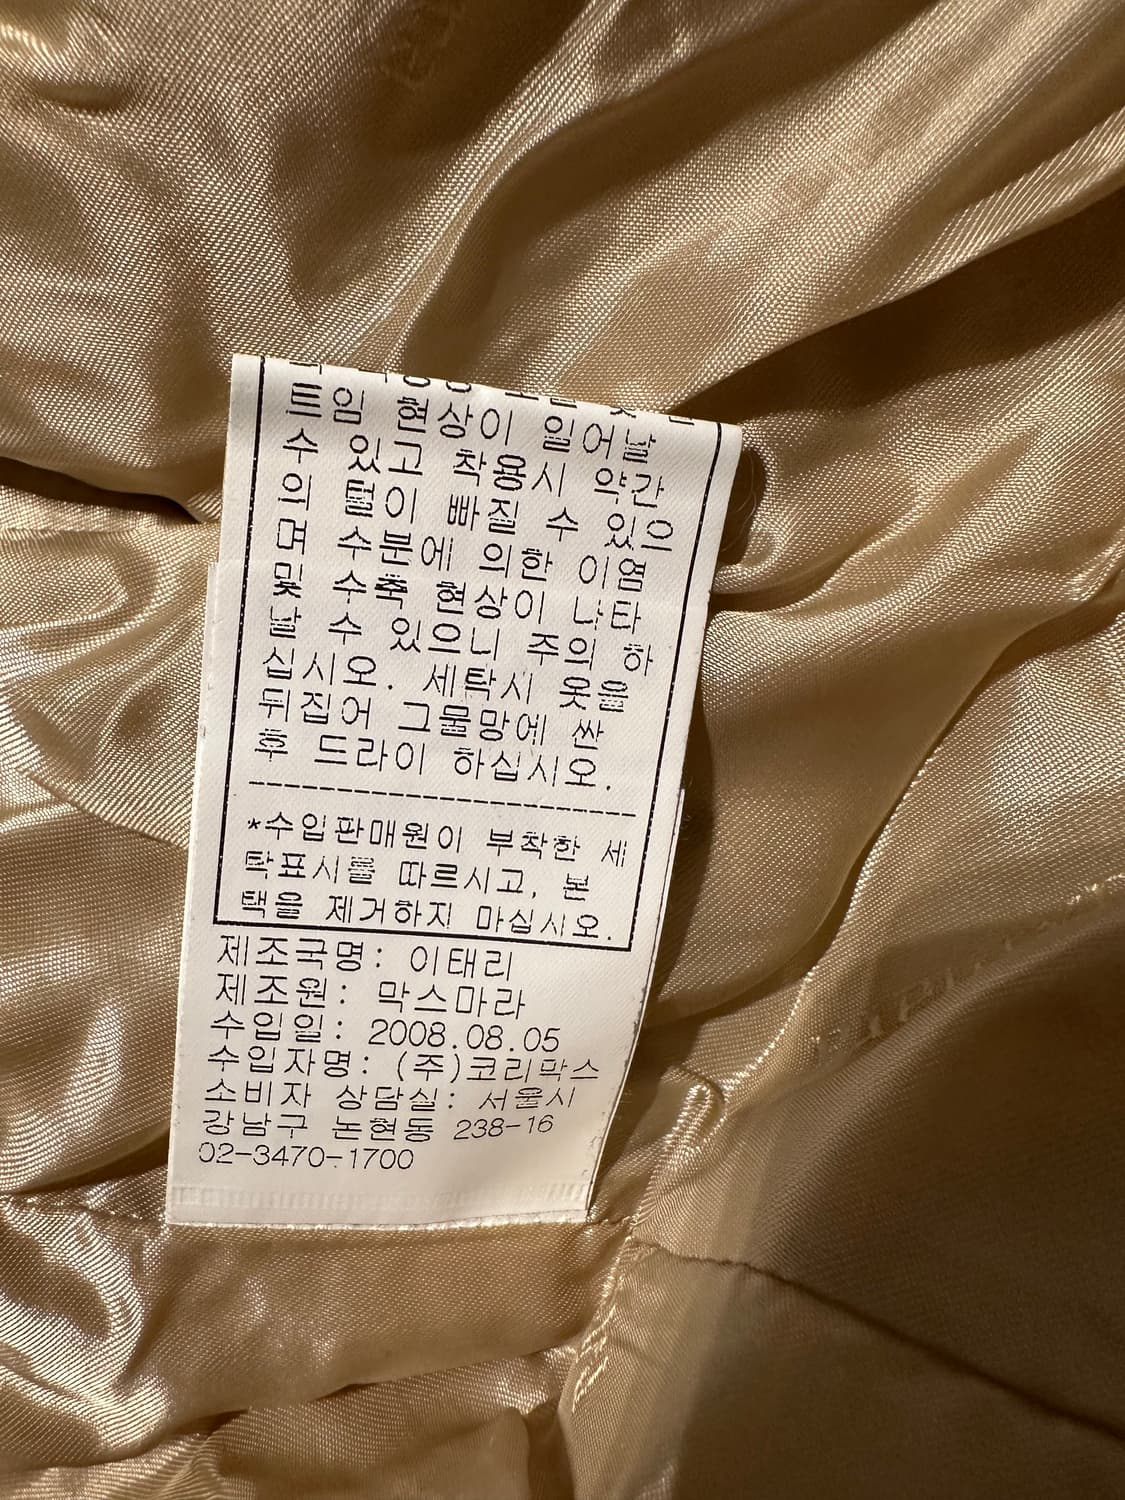 트임 현상이 일어날
수 있고 착용시 약간
의 털이 빠질 수 있으
며 수분에 의한 이염
및 수축 현상이 나타
날 수 있으니 주의 하
십시오. 세탁시 옷을
뒤집어 그물망에 싼
후 드라이 하십시오.
*수입판매원이 부착한 세
탁표시를 따르시고, 본
택을 제거하지 마십시오.
제조국명: 이태리
제조원: 막스마라
수입일: 2008.08.05
수입자명: (주)코리막스
소비자 상담실: 서울시
강남구 논현동 238-16
02-3470-1700